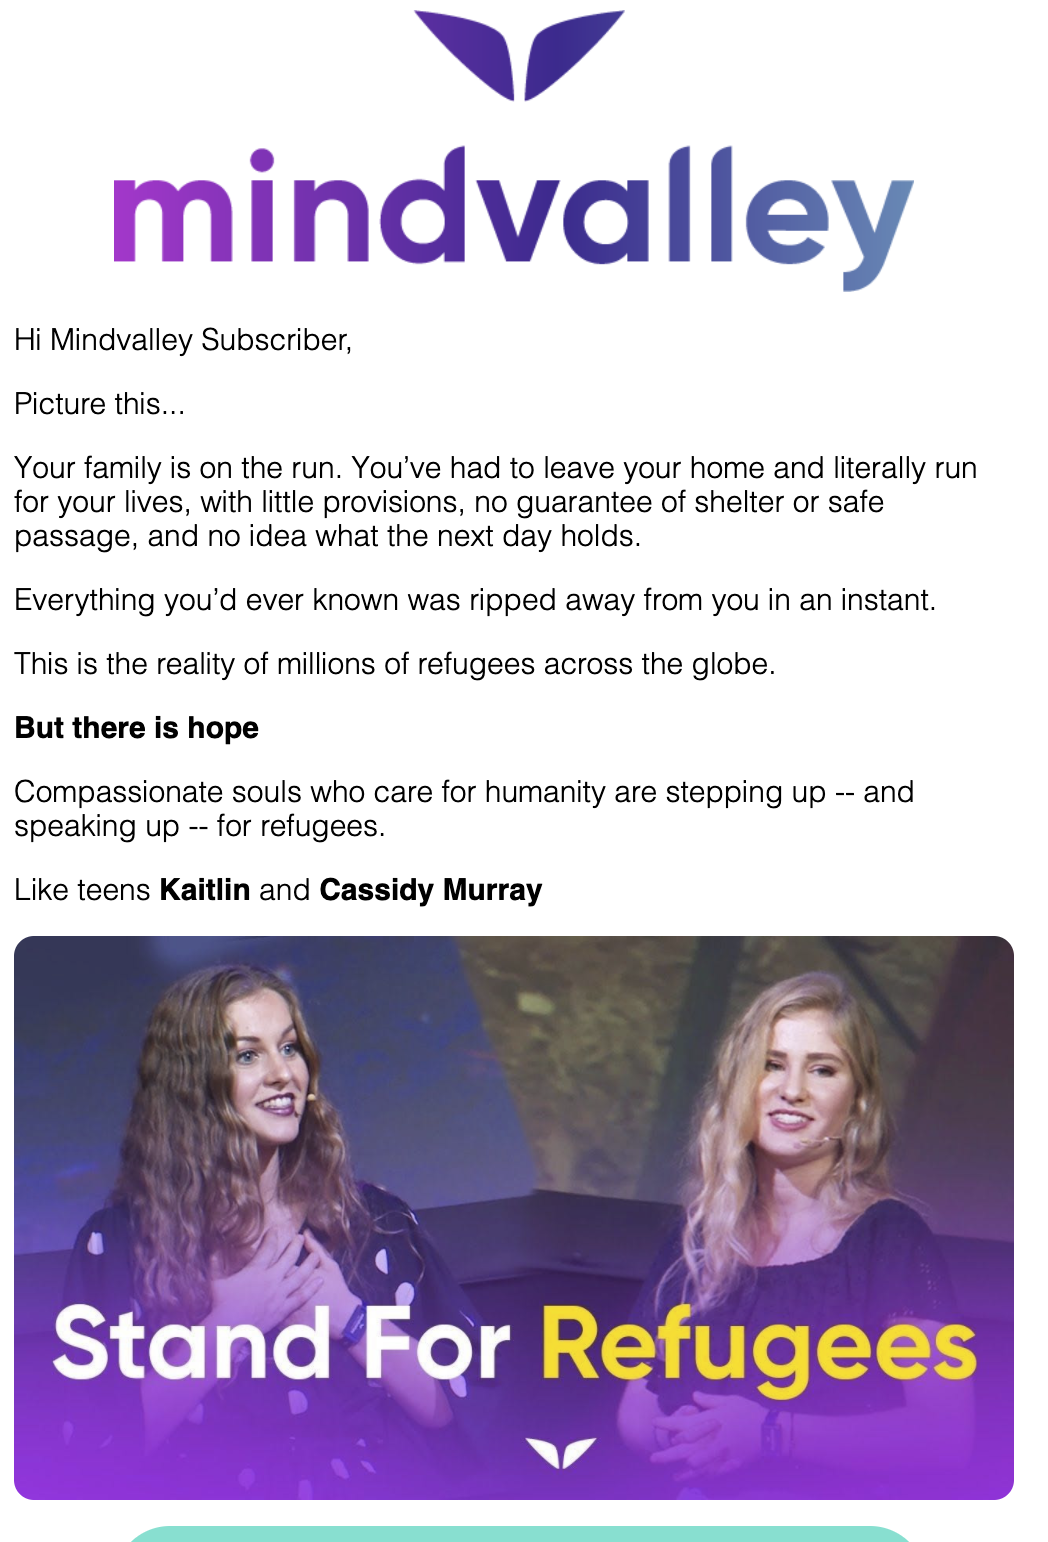 mindvalley
Hi Mindvalley Subscriber,
Picture this...
Your family is on the run. You’ve had to leave your home and literally run
for your lives, with little provisions, no guarantee of shelter or safe
passage, and no idea what the next day holds.
Everything you’d ever known was ripped away from you in an instant.
This is the reality of millions of refugees across the globe.
But there is hope
Compassionate souls who care for humanity are stepping up -- and
speaking up -- for refugees.
Like teens Kaitlin and Cassidy Murray
Stand For Refugees